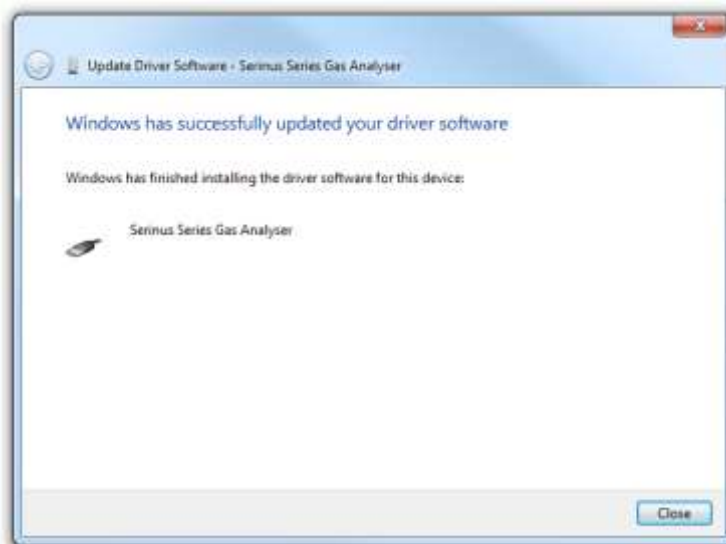 Update Driver Software - Serinus Series Gas Analyser
Windows has successfully updated your driver software
Windows has finished installing the driver software for this device:
Serinus Series Gas Analyser
Close